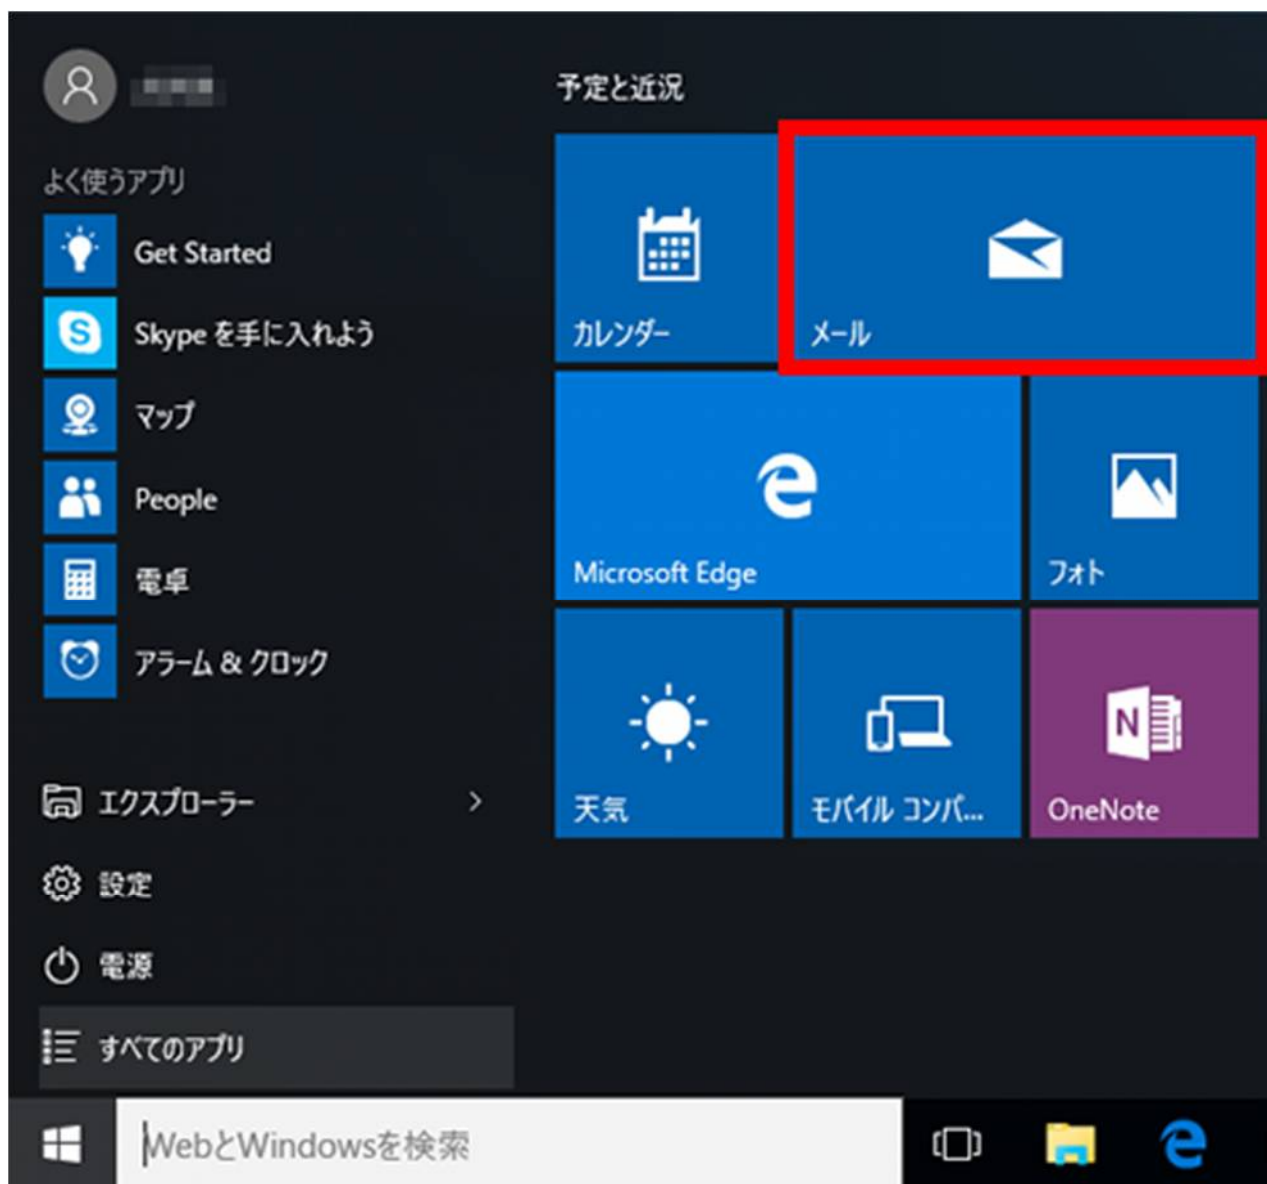 予定と近況
よく使うアプリ
Get Started
Skype を手に入れよう
マップ
People
電卓
アラーム & クロック
エクスプローラー
設定
電源
すべてのアプリ
カレンダー
メール
Microsoft Edge
フォト
天気
モバイル コンパ...
N
OneNote
WebとWindowsを検索